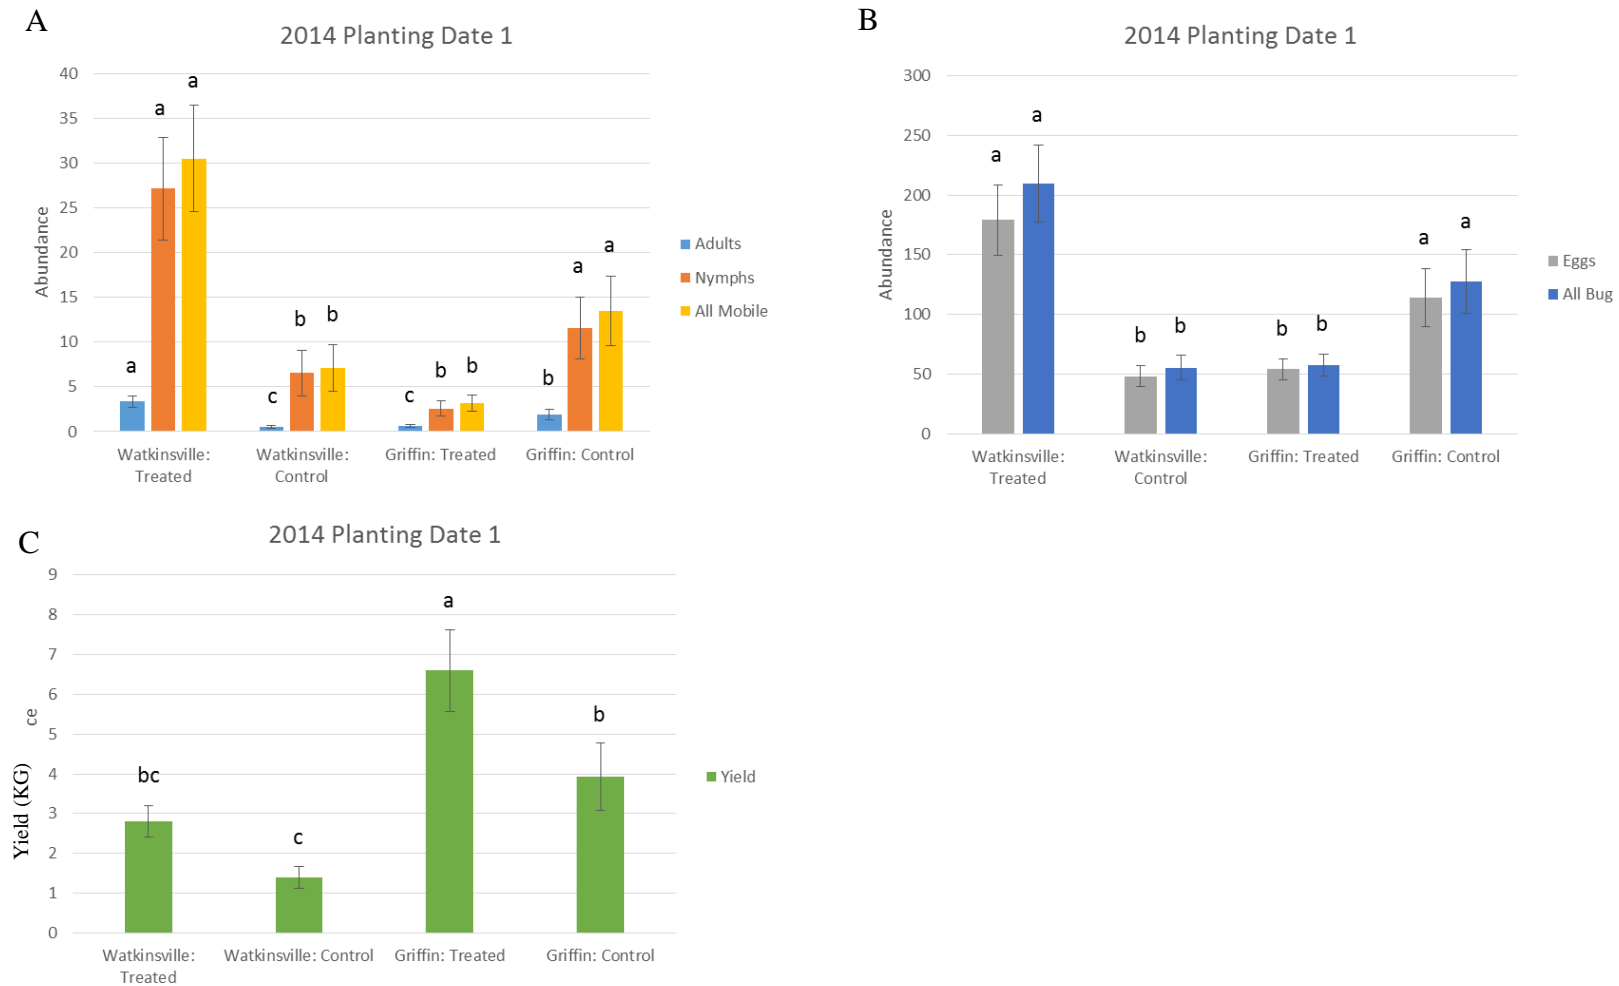 A
2014 Planting Date 1
40
35
30
25
20
15
10
5
0
Abundance
a
a
a
c
b
b
c
b
b
b
a
a
Watkinsville:
Treated
Watkinsville:
Control
Griffin: Treated
Griffin: Control
Adults
Nymphs
All Mobile
B
2014 Planting Date 1
300
250
200
150
100
50
0
Abundance
a
a
b
b
b
b
a
a
Watkinsville:
Treated
Watkinsville:
Control
Griffin: Treated
Griffin: Control
Eggs
All Bug
C
2014 Planting Date 1
9
8
7
6
5
4
3
2
1
0
ce
Yield (KG)
bc
c
a
b
Watkinsville:
Treated
Watkinsville: Control
Griffin: Treated
Griffin: Control
Yield